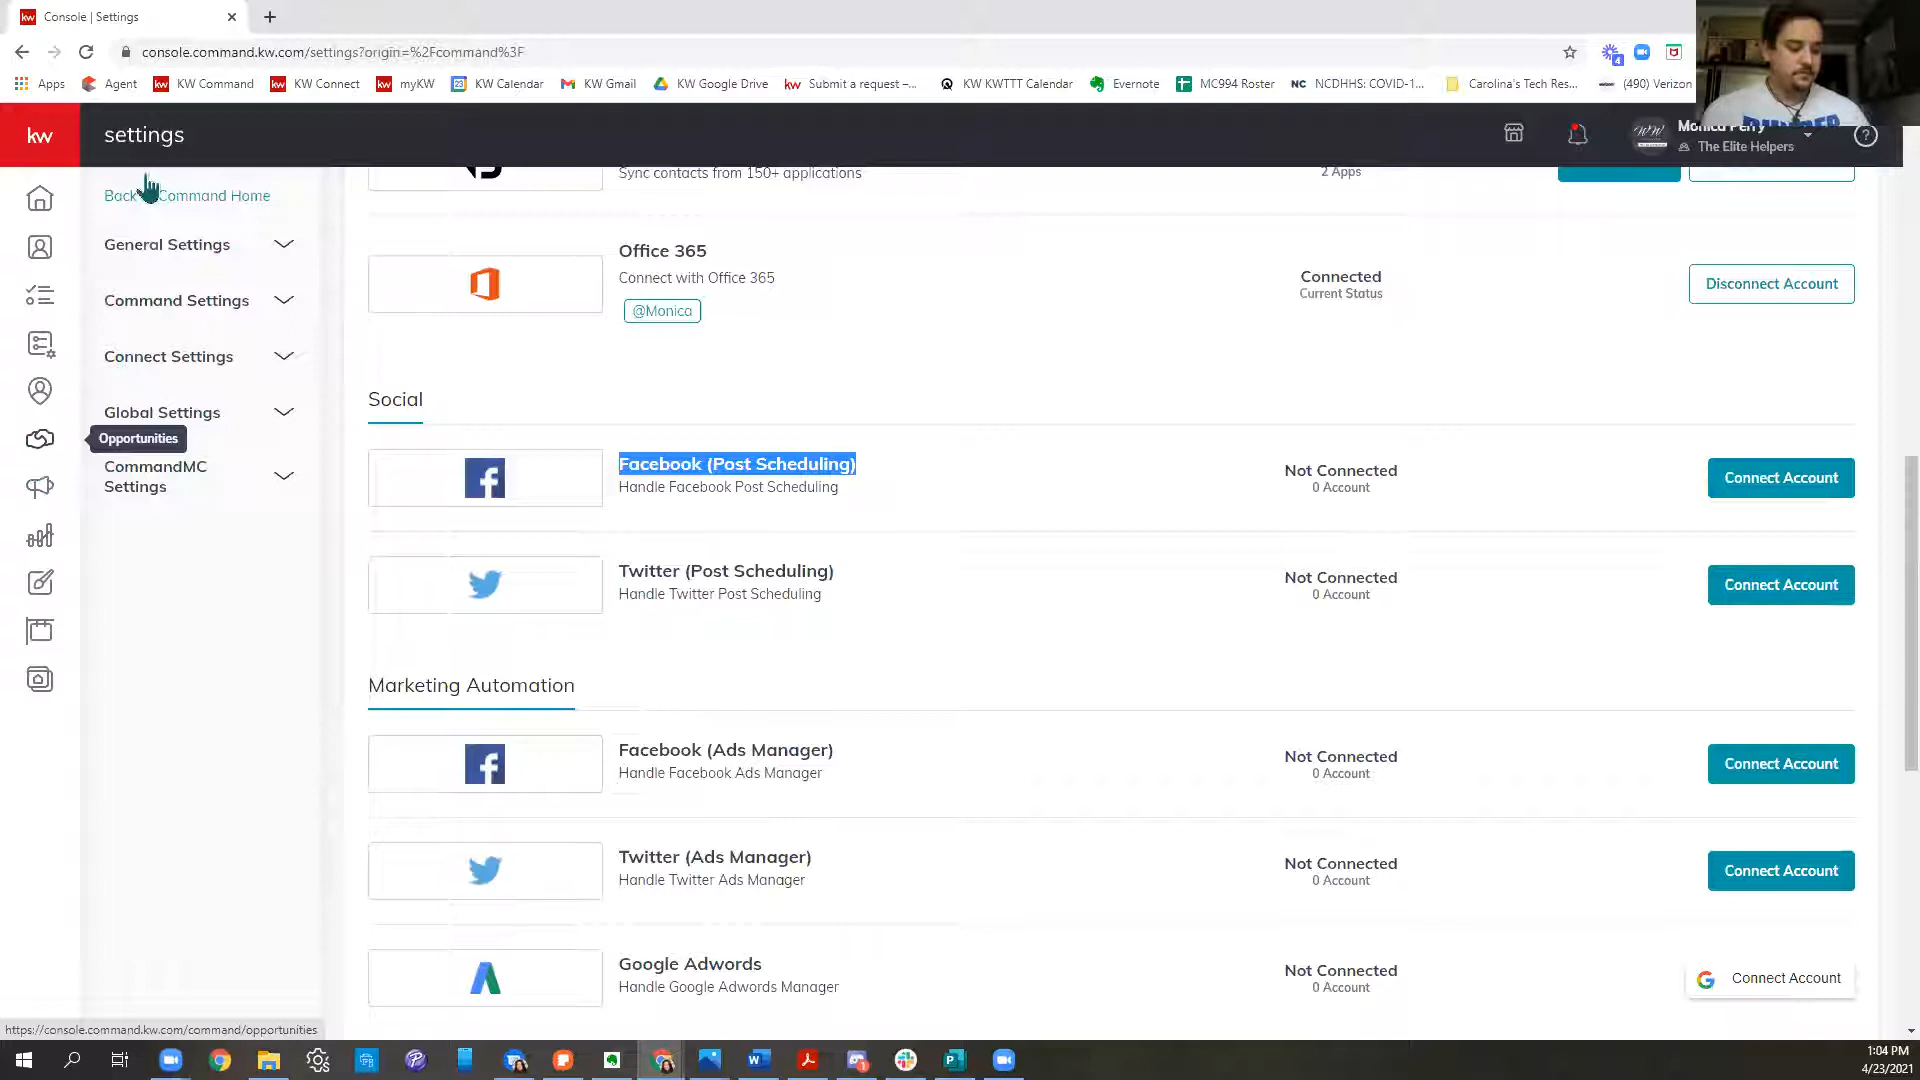 Console | Settings
console.command.kw.com/settings?origin=%2Fcommand%3F
Apps
Agent
KW Command
KW Connect
myKW
KW Calendar
KW Gmail
KW Google Drive
Submit a request –...
KW KWTTT Calendar
Evernote
MC994 Roster
NCDHHS: COVID-1...
Carolina's Tech Res...
(490) Verizon
kw
settings
Monica Perry
The Elite Helpers
Back Command Home
General Settings
Command Settings
Connect Settings
Global Settings
Opportunities
CommandMC
Settings
Sync contacts from 150+ applications
2 Apps
Office 365
Connect with Office 365
@Monica
Connected
Current Status
Disconnect Account
Social
Facebook (Post Scheduling)
Handle Facebook Post Scheduling
Not Connected
0 Account
Connect Account
Twitter (Post Scheduling)
Handle Twitter Post Scheduling
Not Connected
0 Account
Connect Account
Marketing Automation
Facebook (Ads Manager)
Handle Facebook Ads Manager
Not Connected
0 Account
Connect Account
Twitter (Ads Manager)
Handle Twitter Ads Manager
Not Connected
0 Account
Connect Account
Google Adwords
Handle Google Adwords Manager
Not Connected
0 Account
Connect Account
https://console.command.kw.com/command/opportunities
1:04 PM
4/23/2021